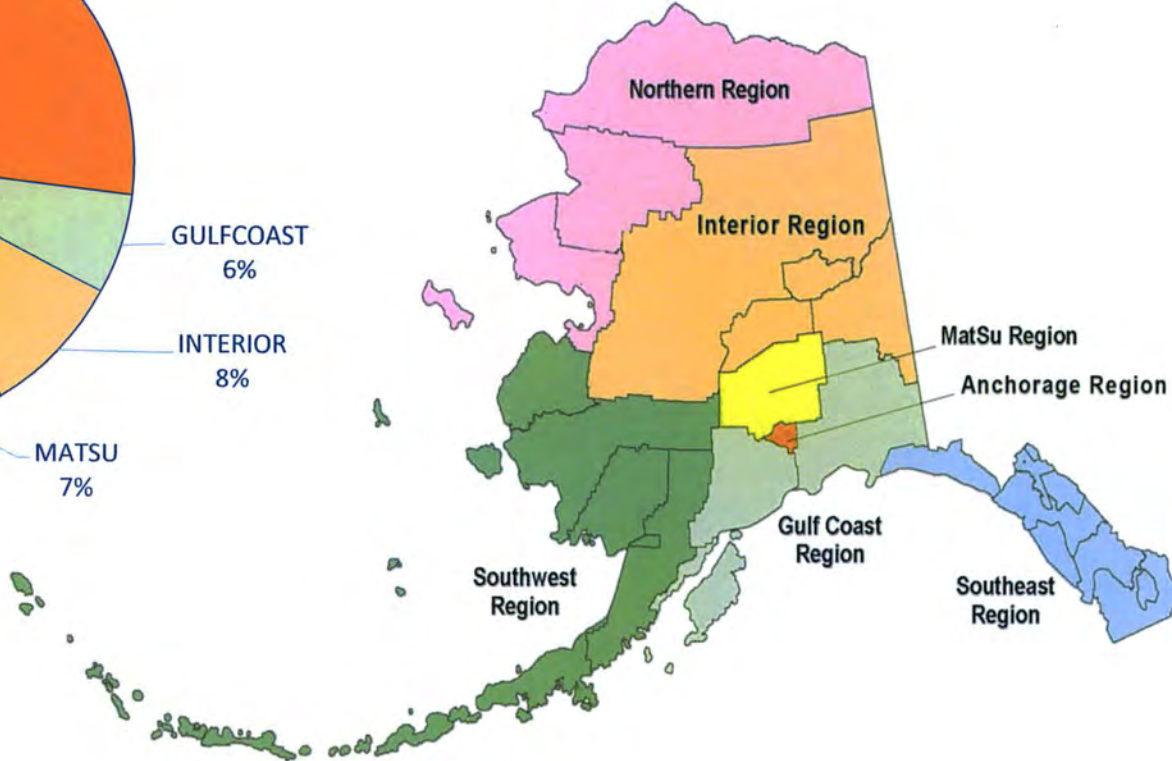 GULFCOAST
6%
INTERIOR
8%
MATSU
7%
Northern Region
Interior Region
MatSu Region
Anchorage Region
Gulf Coast
Region
Southwest
Region
Southeast
Region